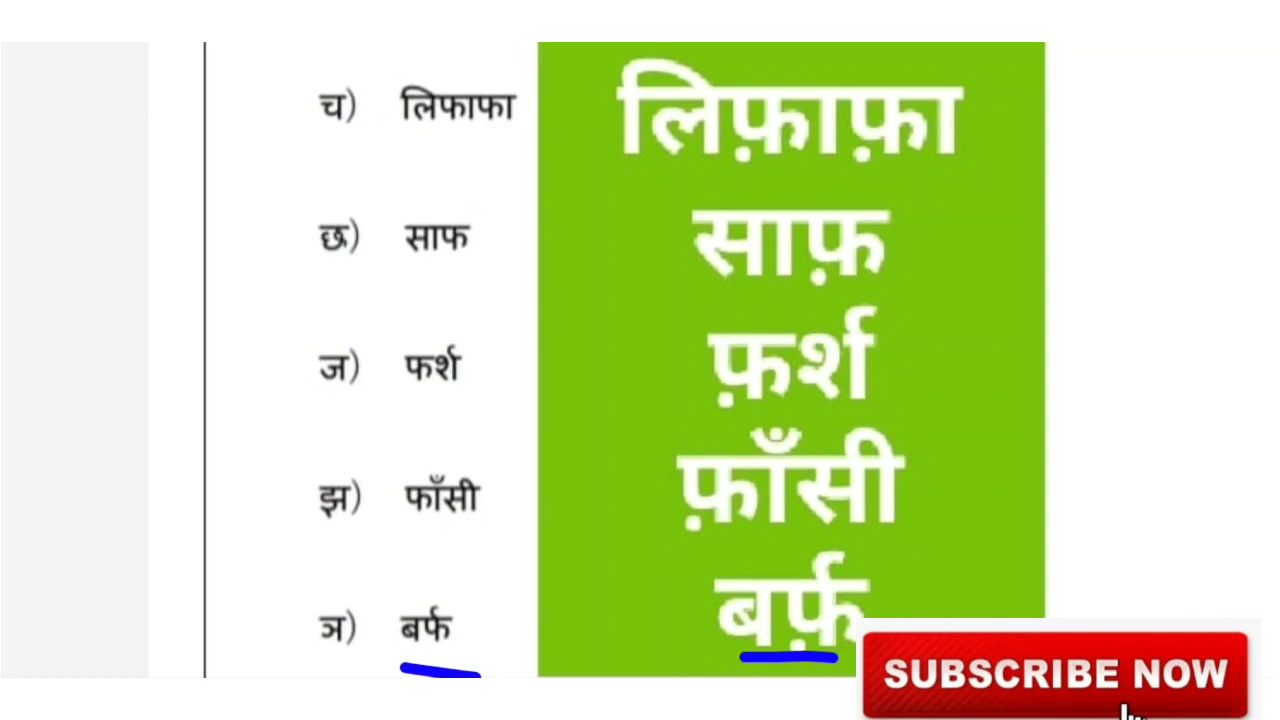 च) लिफाफा लिफ़ाफ़ा
छ) साफ साफ़
ज) फर्श फ़र्श
झ) फाँसी फ़ाँसी
ञ) बर्फ बर्फ़
SUBSCRIBE NOW